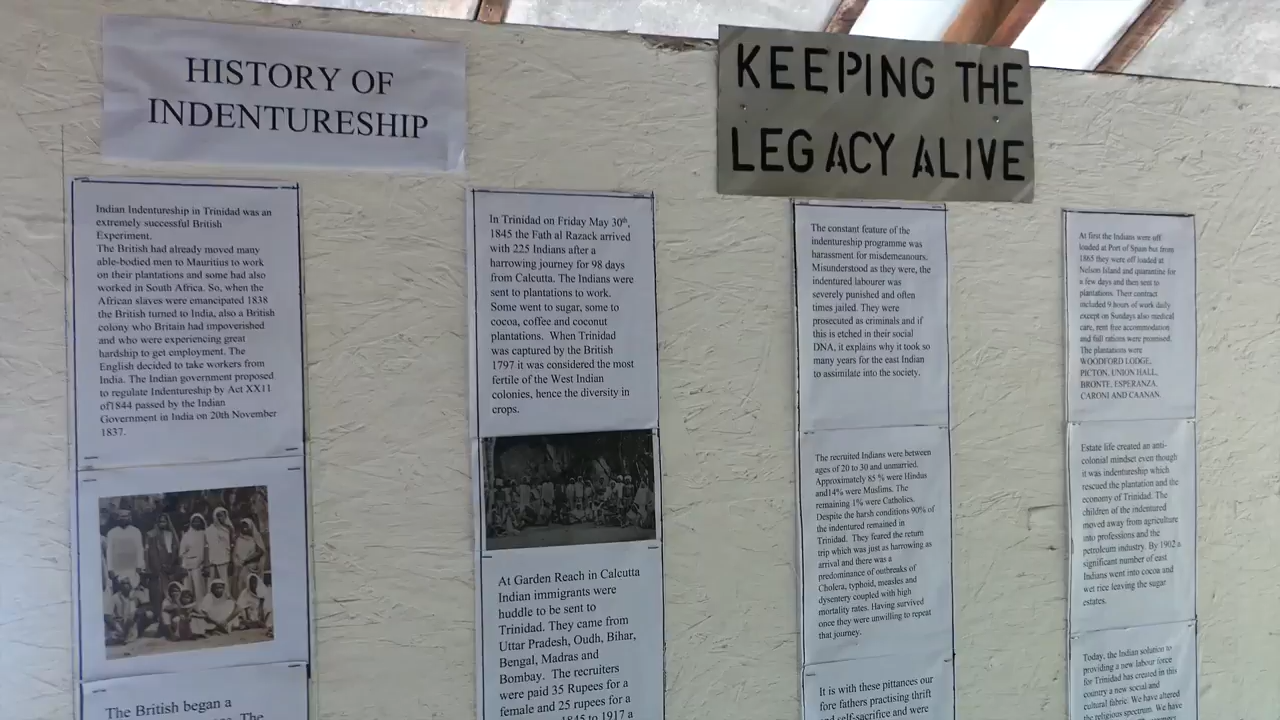 HISTORY OF
INDENTURESHIP
KEEPING THE
LEGACY ALIVE
Indian Indentureship in Trinidad was an
extremely successful British
Experiment.
The British had already moved many
able-bodied men to Mauritius to work
on their plantations and some had also
worked in South Africa. So, when the
African slaves were emancipated 1838
the British turned to India, also a British
colony who Britain had impoverished
and who were experiencing great
hardship to get employment. The
English decided to take workers from
India. The Indian government proposed
to regulate Indentureship by Act XX11
of1844 passed by the Indian
Government in India on 20th November
1837.
The British began a
The
In Trinidad on Friday May 30th,
1845 the Fath al Razack arrived
with 225 Indians after a
harrowing journey for 98 days
from Calcutta. The Indians were
sent to plantations to work.
Some went to sugar, some to
cocoa, coffee and coconut
plantations. When Trinidad
was captured by the British
1797 it was considered the most
fertile of the West Indian
colonies, hence the diversity in
crops.
At Garden Reach in Calcutta
Indian immigrants were
huddle to be sent to
Trinidad. They came from
Uttar Pradesh, Oudh, Bihar,
Bengal, Madras and
Bombay. The recruiters
were paid 35 Rupees for a
female and 25 rupees for a
1845 to 1917 a
The constant feature of the
indentureship programme was
harassment for misdemeanours.
Misunderstood as they were, the
indentured labourer was
severely punished and often
times jailed. They were
prosecuted as criminals and if
this is etched in their social
DNA, it explains why it took so
many years for the east Indian
to assimilate into the society.
The recruited Indians were between
ages of 20 to 30 and unmarried.
Approximately 85 % were Hindus
and14% were Muslims. The
remaining 1% were Catholics.
Despite the harsh conditions 90% of
the indentured remained in
Trinidad. They feared the return
trip which was just as harrowing as
arrival and there was a
predominance of outbreaks of
Cholera, typhoid, measles and
dysentery coupled with high
mortality rates. Having survived
once they were unwilling to repeat
that journey.
It is with these pittances our
fore fathers practising thrift
and self-sacrifice and were
At first the Indians were off
loaded at Port of Spain but from
1865 they were off loaded at
Nelson Island and quarantine for
a few days and then sent to
plantations. Their contract
included 9 hours of work daily
except on Sundays also medical
care, rent free accommodation
and full rations were promised.
The plantations were
WOODFORD LODGE,
PICTON, UNION HALL,
BRONTE, ESPERANZA,
CARONI AND CAANAN.
Estate life created an anti-
colonial mindset even though
it was indentureship which
rescued the plantation and the
economy of Trinidad. The
children of the indentured
moved away from agriculture
into professions and the
petroleum industry. By 1902 a
significant number of east
Indians went into cocoa and
wet rice leaving the sugar
estates.
Today, the Indian solution to
providing a new labour force
for Trinidad has created in this
country a new social and
cultural fabric. We have altered
the religious spectrum. We have